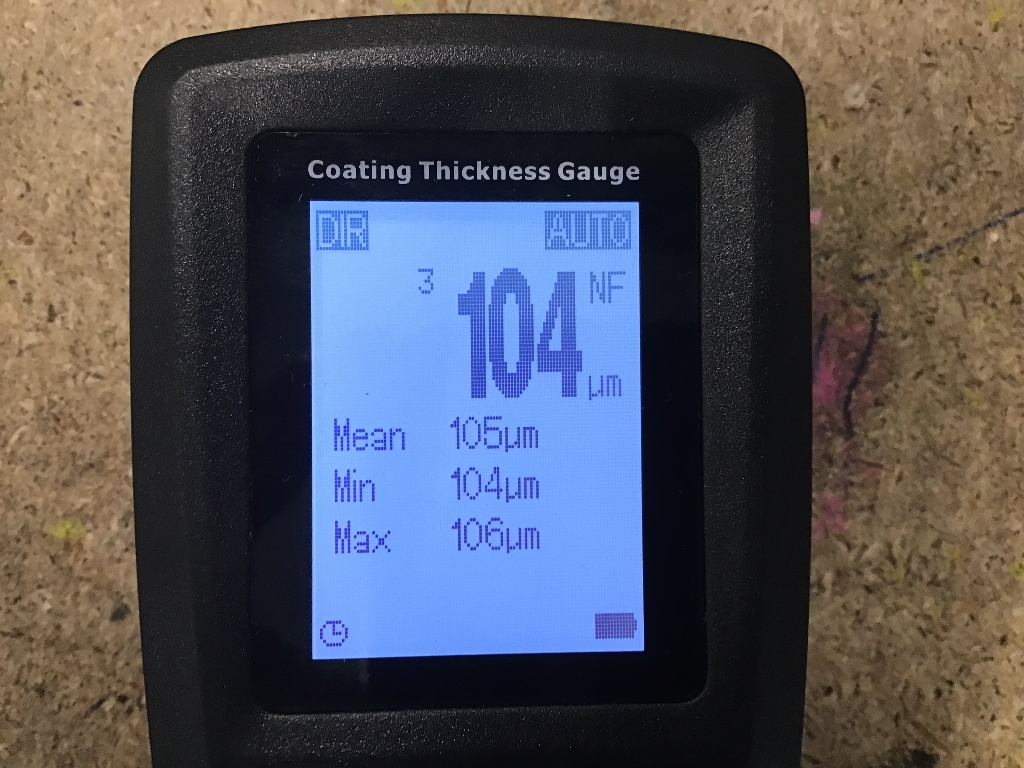 Coating Thickness Gauge
DIR AUTO
3 104 NF
µm
Mean 105µm
Min 104µm
Max 106µm